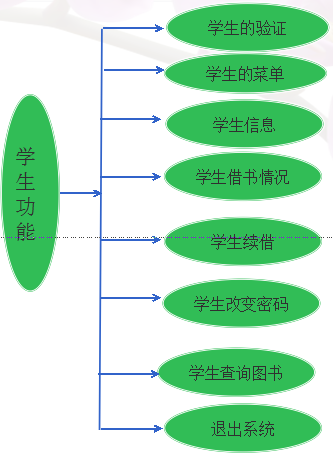 学生功能
学生的验证
学生的菜单
学生信息
学生借书情况
学生续借
学生改变密码
学生查询图书
退出系统